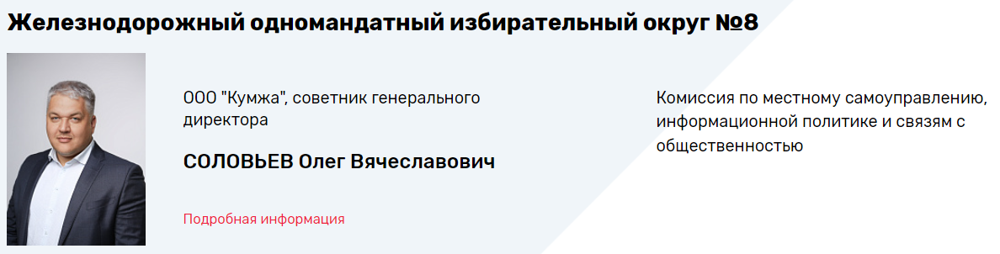 Железнодорожный одномандатный избирательный округ №8
ООО "Кумжа", советник генерального
директора
СОЛОВЬЕВ Олег Вячеславович
Подробная информация
Комиссия по местному самоуправлению,
информационной политике и связям с
общественностью